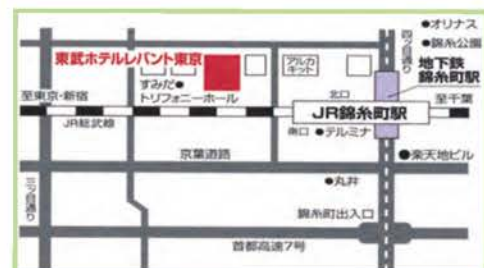 ●オリナス
●錦糸公園
四ツ目通り
地下鉄
錦糸町駅
東武ホテルレバント東京
アルカ
キット
すみだ●
トリフォニーホール
北口
至東京・新宿
JR錦糸町駅
至千葉
JR総武線
南口
●テルミナ
京葉道路
●楽天地ビル
三ツ目通り
●丸井
錦糸町出入口
首都高速7号